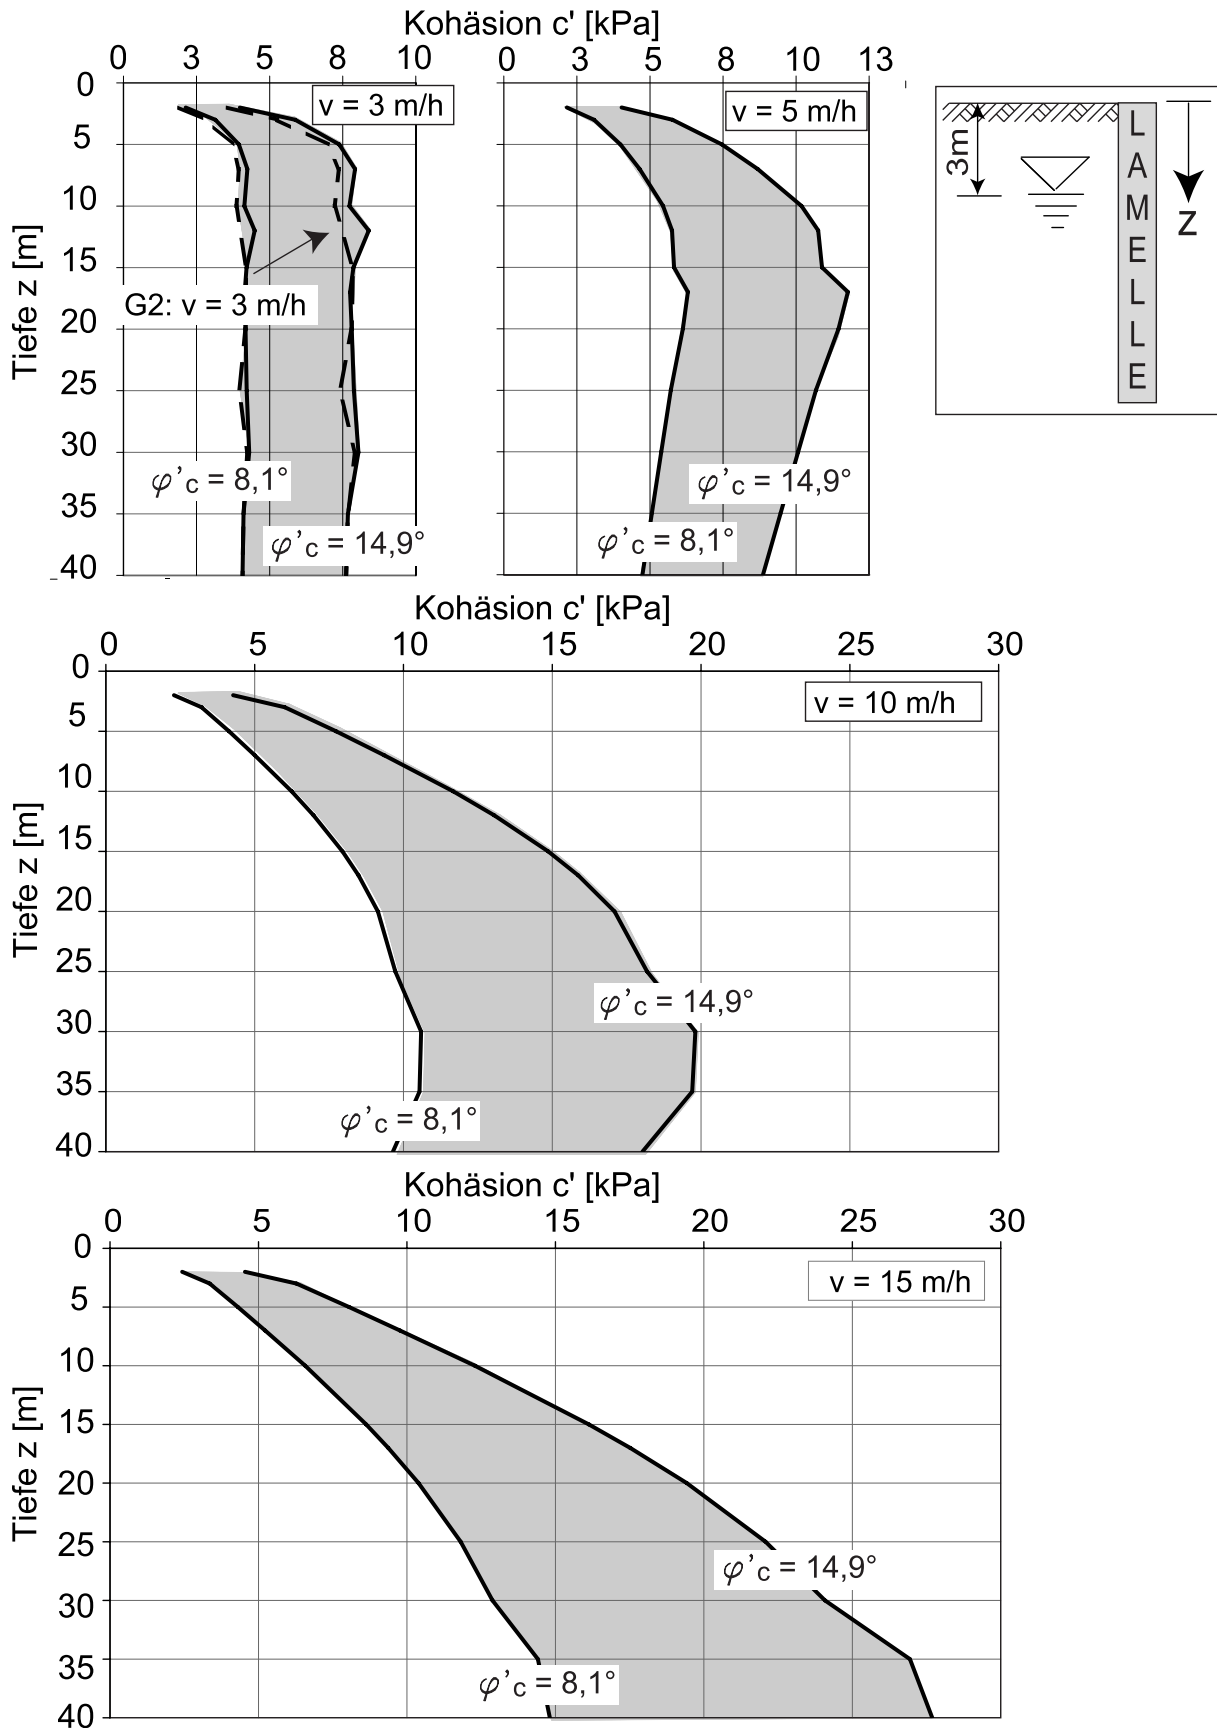 Kohäsion c' [kPa]
0 3 5 8 10
0 3 5 8 10 13
Tiefe z [m]
0
5
10
15
20
25
30
35
40
v = 3 m/h
G2: v = 3 m/h
φ'c = 8,1°
φ'c = 14,9°
v = 5 m/h
φ'c = 14,9°
φ'c = 8,1°
3m
LAMELLE
z
Kohäsion c' [kPa]
0 5 10 15 20 25 30
Tiefe z [m]
0
5
10
15
20
25
30
35
40
v = 10 m/h
φ'c = 14,9°
φ'c = 8,1°
Kohäsion c' [kPa]
0 5 10 15 20 25 30
Tiefe z [m]
0
5
10
15
20
25
30
35
40
v = 15 m/h
φ'c = 14,9°
φ'c = 8,1°